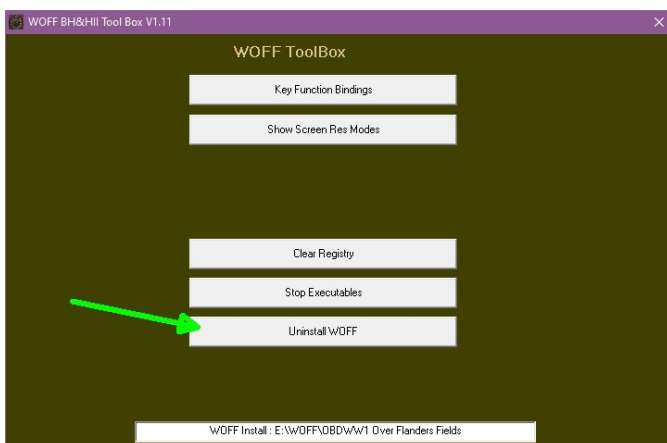 WOFF BH&HII Tool Box V1.11
WOFF ToolBox
Key Function Bindings
Show Screen Res Modes
Clear Registry
Stop Executables
Uninstall WOFF
WOFF Install : E:\WOFF\OBDWW1 Over Flanders Fields